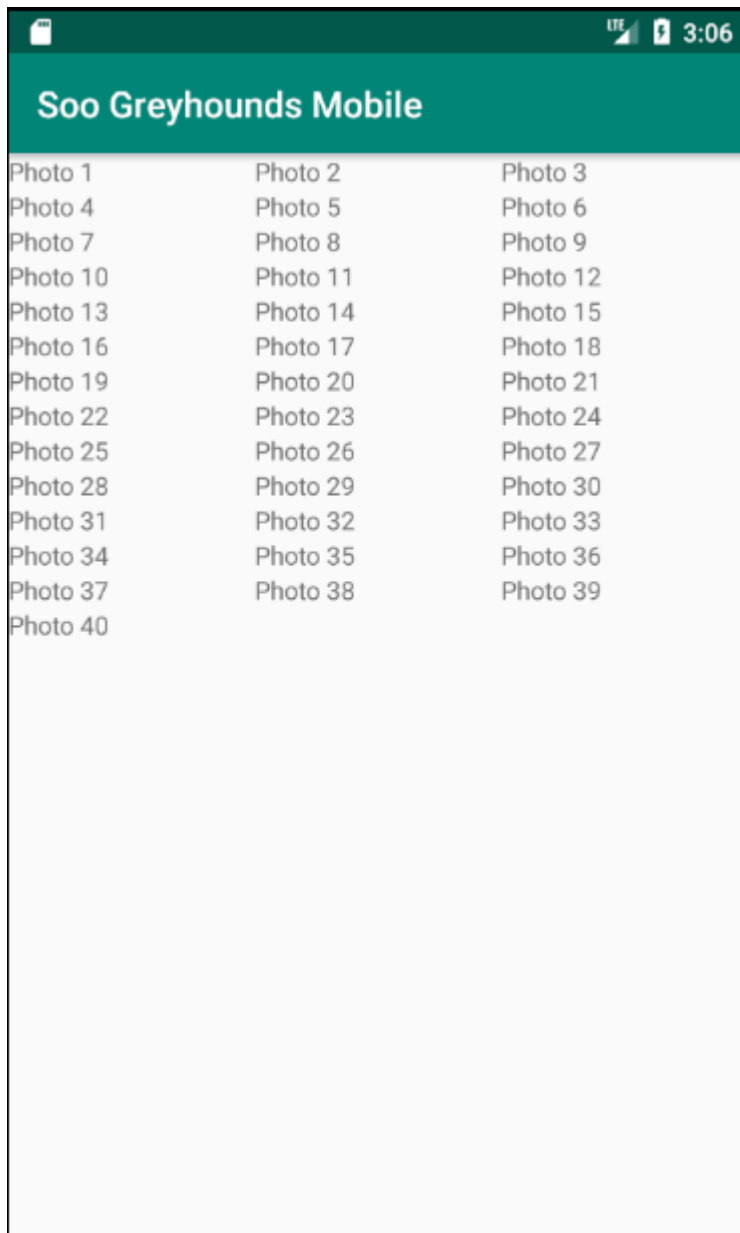 LTE 3:06
Soo Greyhounds Mobile
Photo 1 Photo 2 Photo 3
Photo 4 Photo 5 Photo 6
Photo 7 Photo 8 Photo 9
Photo 10 Photo 11 Photo 12
Photo 13 Photo 14 Photo 15
Photo 16 Photo 17 Photo 18
Photo 19 Photo 20 Photo 21
Photo 22 Photo 23 Photo 24
Photo 25 Photo 26 Photo 27
Photo 28 Photo 29 Photo 30
Photo 31 Photo 32 Photo 33
Photo 34 Photo 35 Photo 36
Photo 37 Photo 38 Photo 39
Photo 40